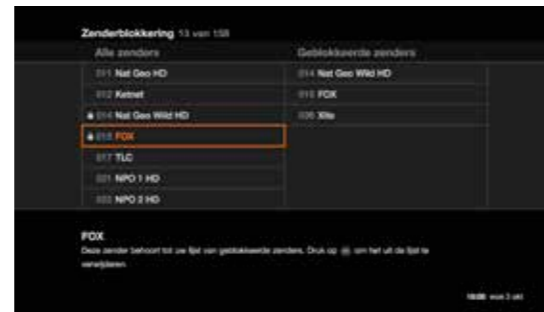 Zenderblokkering 13 van 158
Alle zenders
Geblokkeerde zenders
011 Nat Geo HD
012 Ketnet
014 Nat Geo Wild HD
015 FOX
017 TLC
021 NPO 1 HD
022 NPO 2 HD
014 Nat Geo Wild HD
015 FOX
FOX
Deze zender behoort tot uw lijst van geblokkeerde zenders. Druk op om het uit de lijst te
verwijderen.
woe 2 okt